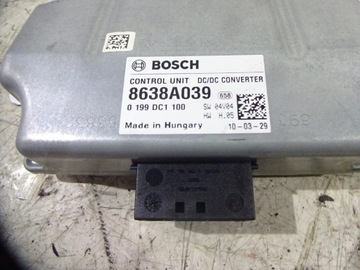 BOSCH
CONTROL UNIT DC/DC CONVERTER
8638A039 658
0 199 DC1 100 SW 04V04
HW H.05
Made in Hungary 10-03-29